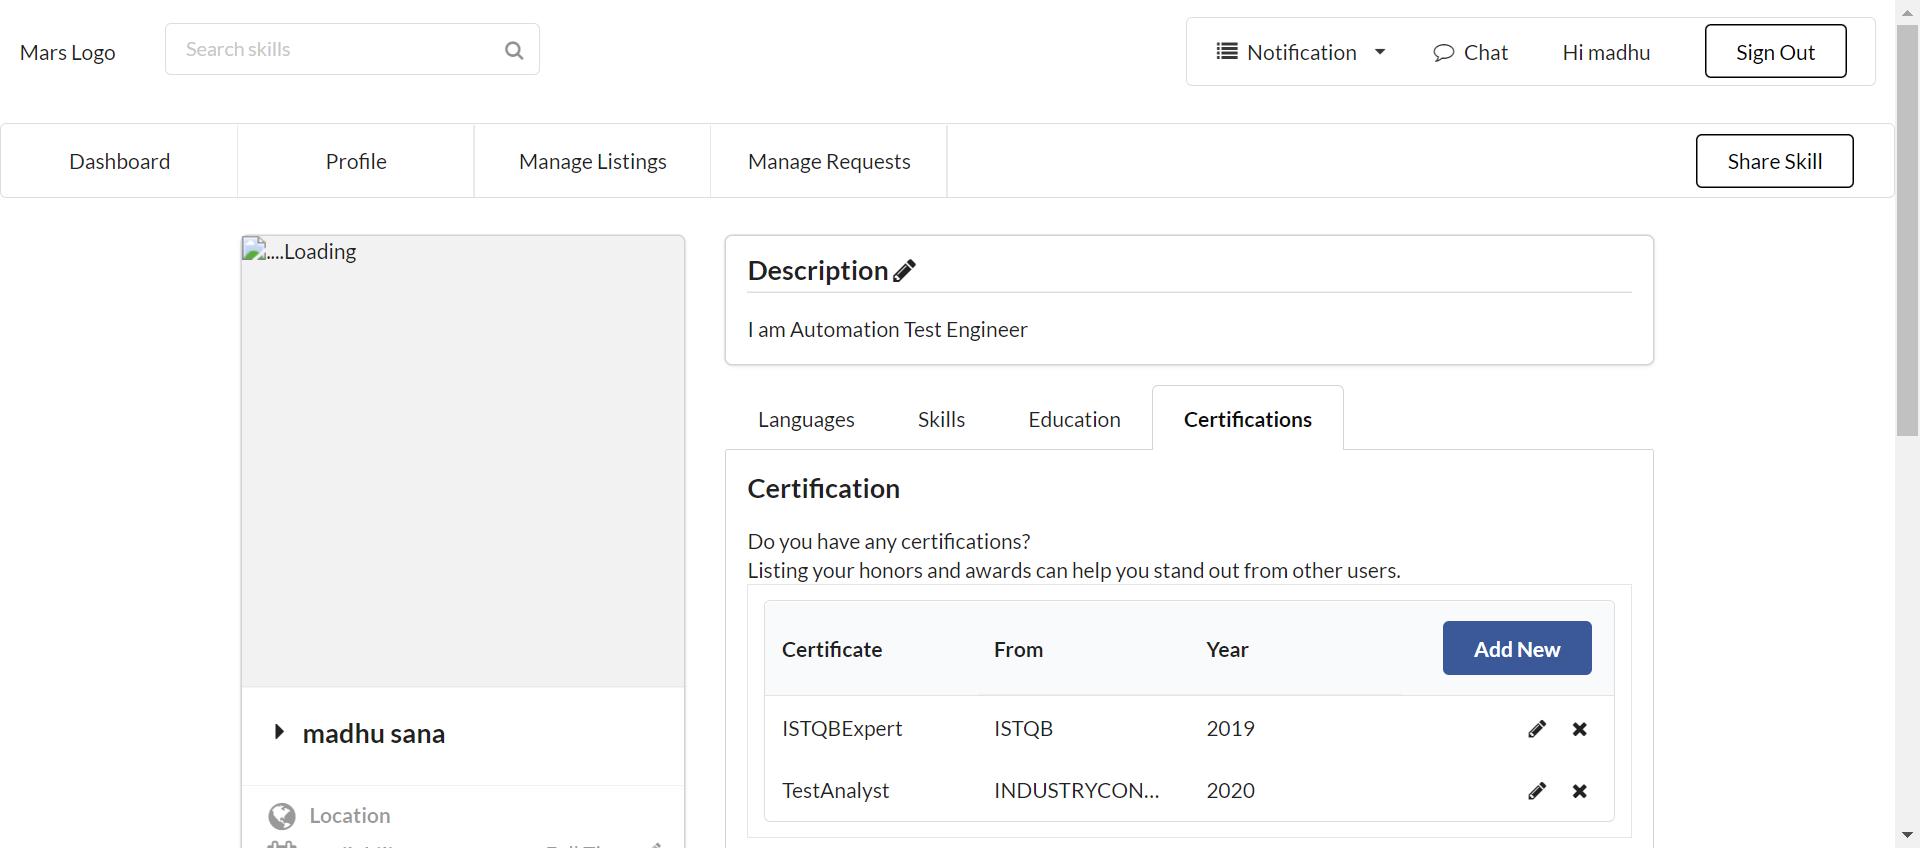 Mars Logo
Search skills
Notification
Chat
Hi madhu
Sign Out
Dashboard
Profile
Manage Listings
Manage Requests
Share Skill
....Loading
madhu sana
Location
Description
I am Automation Test Engineer
Languages
Skills
Education
Certifications
Certification
Do you have any certifications?
Listing your honors and awards can help you stand out from other users.
Certificate From Year Add New
ISTQBExpert ISTQB 2019
TestAnalyst INDUSTRYCON... 2020